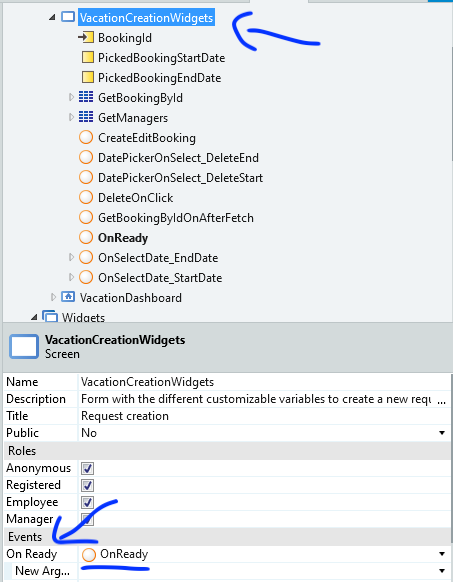 VacationCreationWidgets
BookingId
PickedBookingStartDate
PickedBookingEndDate
GetBookingById
GetManagers
CreateEditBooking
DatePickerOnSelect_DeleteEnd
DatePickerOnSelect_DeleteStart
DeleteOnClick
GetBookingByIdOnAfterFetch
OnReady
OnSelectDate_EndDate
OnSelectDate_StartDate
VacationDashboard
Widgets
VacationCreationWidgets
Screen
Name VacationCreationWidgets
Description Form with the different customizable variables to create a new requ ...
Title Request creation
Public No
Roles
Anonymous
Registered
Employee
Manager
Events
On Ready OnReady
New Arg...